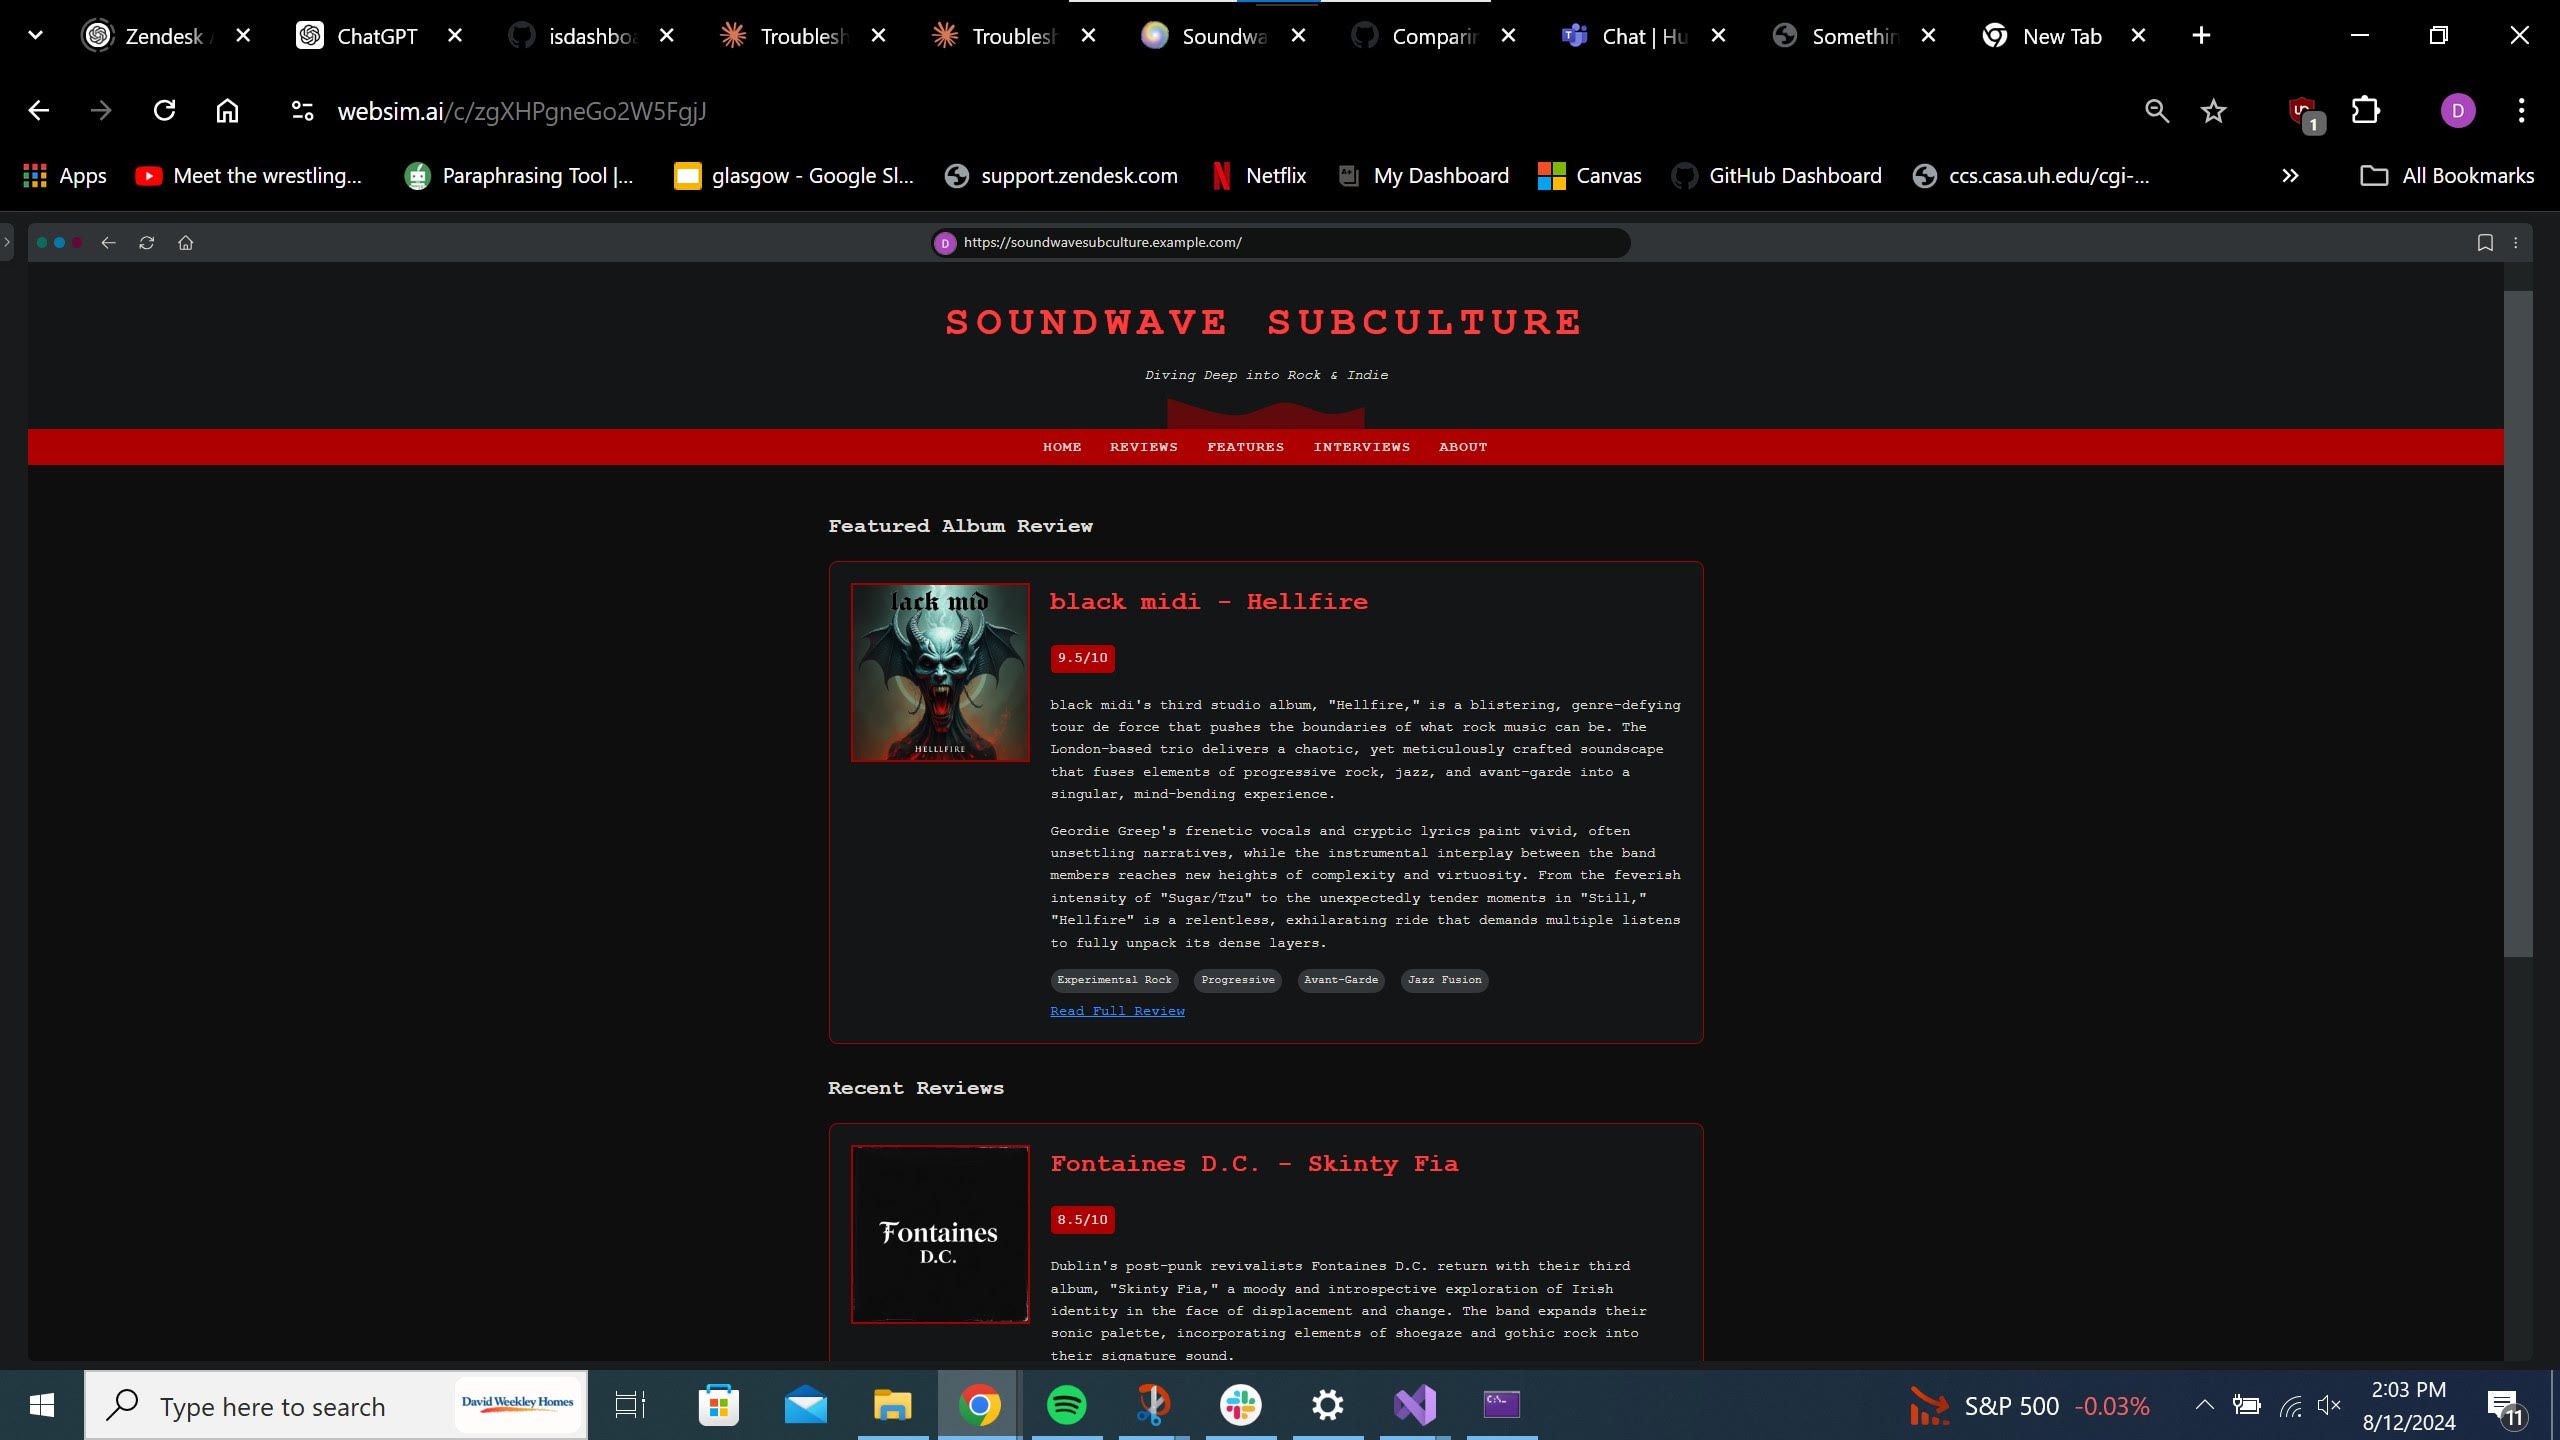 Zendesk
ChatGPT
isdashbo
Troublesh
Troublesh
Soundwa
Comparin
Chat | Hu
Somethin
New Tab
websim.ai/c/zgXHPgneGo2W5FgjJ
1
D
Apps
Meet the wrestling...
Paraphrasing Tool |...
glasgow - Google Sl...
support.zendesk.com
Netflix
My Dashboard
Canvas
GitHub Dashboard
ccs.casa.uh.edu/cgi-...
All Bookmarks
D
https://soundwavesubculture.example.com/
SOUNDWAVE SUBCULTURE
Diving Deep into Rock & Indie
HOME
REVIEWS
FEATURES
INTERVIEWS
ABOUT
Featured Album Review
lack mid
HELLLFIRE
black midi - Hellfire
9.5/10
black midi's third studio album, "Hellfire," is a blistering, genre-defying
tour de force that pushes the boundaries of what rock music can be. The
London-based trio delivers a chaotic, yet meticulously crafted soundscape
that fuses elements of progressive rock, jazz, and avant-garde into a
singular, mind-bending experience.
Geordie Greep's frenetic vocals and cryptic lyrics paint vivid, often
unsettling narratives, while the instrumental interplay between the band
members reaches new heights of complexity and virtuosity. From the feverish
intensity of "Sugar/Tzu" to the unexpectedly tender moments in "Still,"
"Hellfire" is a relentless, exhilarating ride that demands multiple listens
to fully unpack its dense layers.
Experimental Rock
Progressive
Avant-Garde
Jazz Fusion
Read Full Review
Recent Reviews
Fontaines
D.C.
Fontaines D.C. - Skinty Fia
8.5/10
Dublin's post-punk revivalists Fontaines D.C. return with their third
album, "Skinty Fia," a moody and introspective exploration of Irish
identity in the face of displacement and change. The band expands their
sonic palette, incorporating elements of shoegaze and gothic rock into
their signature sound.
Type here to search
David Weekley Homes
S&P 500
-0.03%
2:03 PM
8/12/2024
11